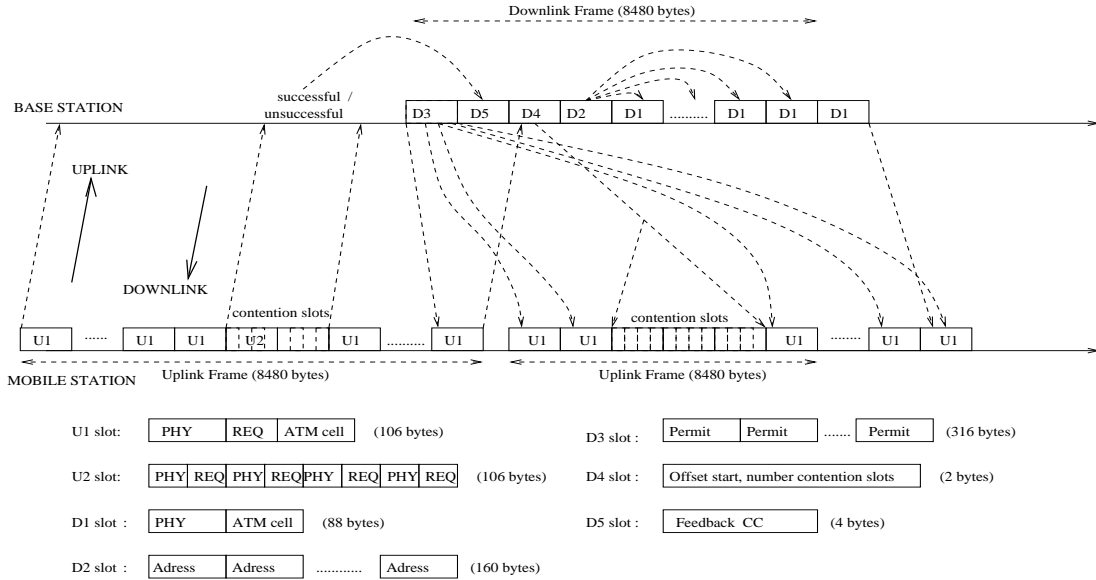 Downlink Frame (8480 bytes)
successful /
unsuccessful
BASE STATION
D3 D5 D4 D2 D1 .......... D1 D1 D1
UPLINK
DOWNLINK
contention slots
contention slots
U1 ...... U1 U1 U2 U1 .......... U1 U1 U1 U1 ........ U1 U1
Uplink Frame (8480 bytes)
Uplink Frame (8480 bytes)
MOBILE STATION
U1 slot: PHY REQ ATM cell (106 bytes)
U2 slot: PHY REQ PHY REQ PHY REQ PHY REQ (106 bytes)
D1 slot : PHY ATM cell (88 bytes)
D2 slot : Adress Adress ............ Adress (160 bytes)
D3 slot : Permit Permit ....... Permit (316 bytes)
D4 slot : Offset start, number contention slots (2 bytes)
D5 slot : Feedback CC (4 bytes)